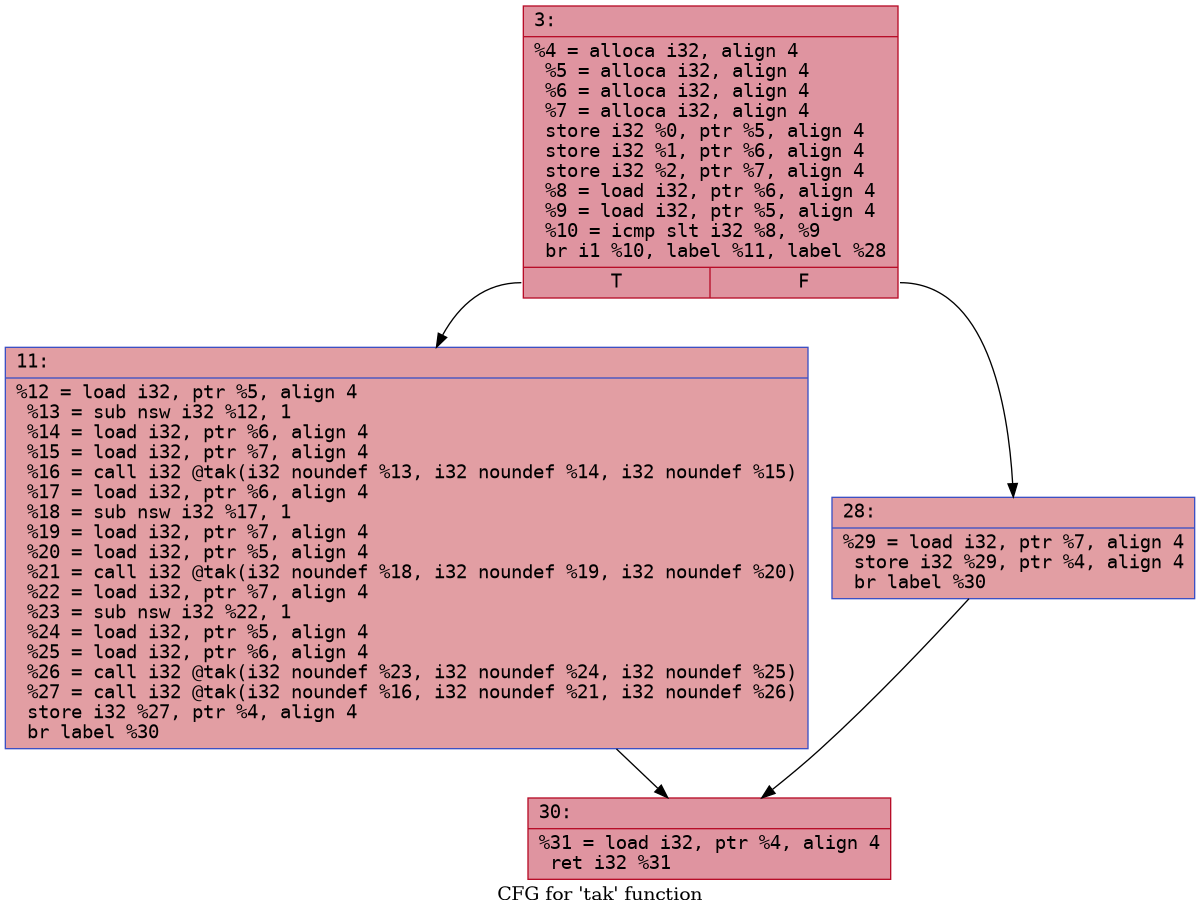 3:
%4 = alloca i32, align 4
%5 = alloca i32, align 4
%6 = alloca i32, align 4
%7 = alloca i32, align 4
store i32 %0, ptr %5, align 4
store i32 %1, ptr %6, align 4
store i32 %2, ptr %7, align 4
%8 = load i32, ptr %6, align 4
%9 = load i32, ptr %5, align 4
%10 = icmp slt i32 %8, %9
br i1 %10, label %11, label %28
T F
11:
%12 = load i32, ptr %5, align 4
%13 = sub nsw i32 %12, 1
%14 = load i32, ptr %6, align 4
%15 = load i32, ptr %7, align 4
%16 = call i32 @tak(i32 noundef %13, i32 noundef %14, i32 noundef %15)
%17 = load i32, ptr %6, align 4
%18 = sub nsw i32 %17, 1
%19 = load i32, ptr %7, align 4
%20 = load i32, ptr %5, align 4
%21 = call i32 @tak(i32 noundef %18, i32 noundef %19, i32 noundef %20)
%22 = load i32, ptr %7, align 4
%23 = sub nsw i32 %22, 1
%24 = load i32, ptr %5, align 4
%25 = load i32, ptr %6, align 4
%26 = call i32 @tak(i32 noundef %23, i32 noundef %24, i32 noundef %25)
%27 = call i32 @tak(i32 noundef %16, i32 noundef %21, i32 noundef %26)
store i32 %27, ptr %4, align 4
br label %30
28:
%29 = load i32, ptr %7, align 4
store i32 %29, ptr %4, align 4
br label %30
30:
%31 = load i32, ptr %4, align 4
ret i32 %31
CFG for 'tak' function